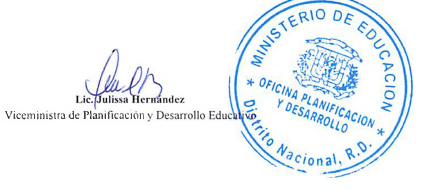 Lic. Julissa Hernández
Viceministra de Planificación y Desarrollo Educativo
MINISTERIO DE EDUCACION
* OFICINA PLANIFICACION *
Y DESARROLLO
Distrito Nacional, R.D.